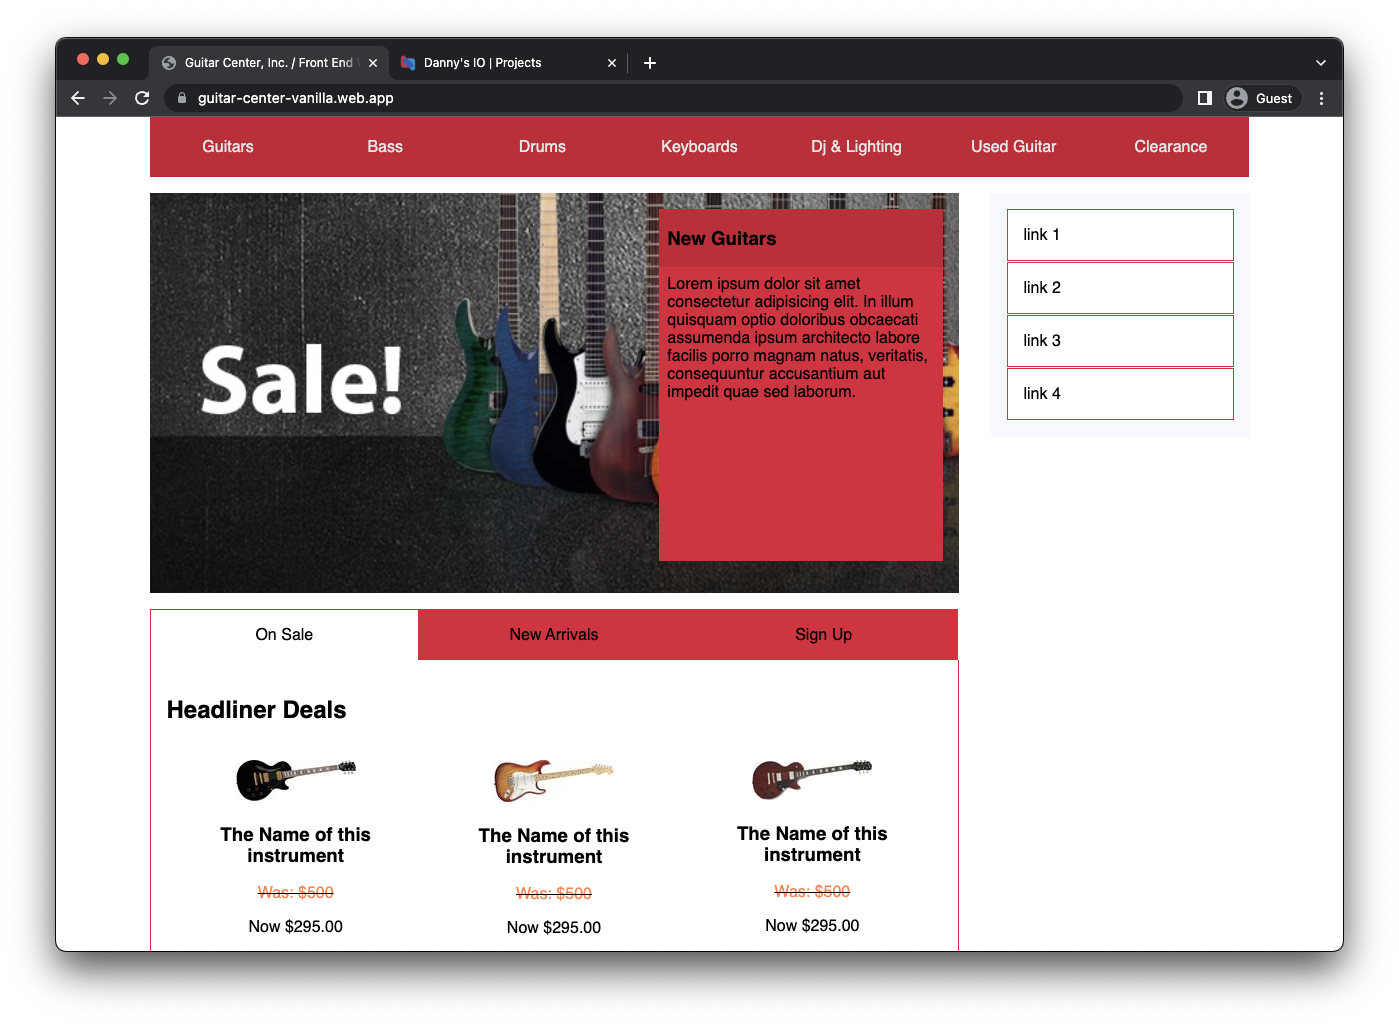 Guitar Center, Inc. / Front End
Danny's IO | Projects
guitar-center-vanilla.web.app
Guest
Guitars Bass Drums Keyboards Dj & Lighting Used Guitar Clearance
Sale!
New Guitars
Lorem ipsum dolor sit amet
consectetur adipisicing elit. In illum
quisquam optio doloribus obcaecati
assumenda ipsum architecto labore
facilis porro magnam natus, veritatis,
consequuntur accusantium aut
impedit quae sed laborum.
link 1
link 2
link 3
link 4
On Sale New Arrivals Sign Up
Headliner Deals
The Name of this
instrument
Was: $500
Now $295.00
The Name of this
instrument
Was: $500
Now $295.00
The Name of this
instrument
Was: $500
Now $295.00